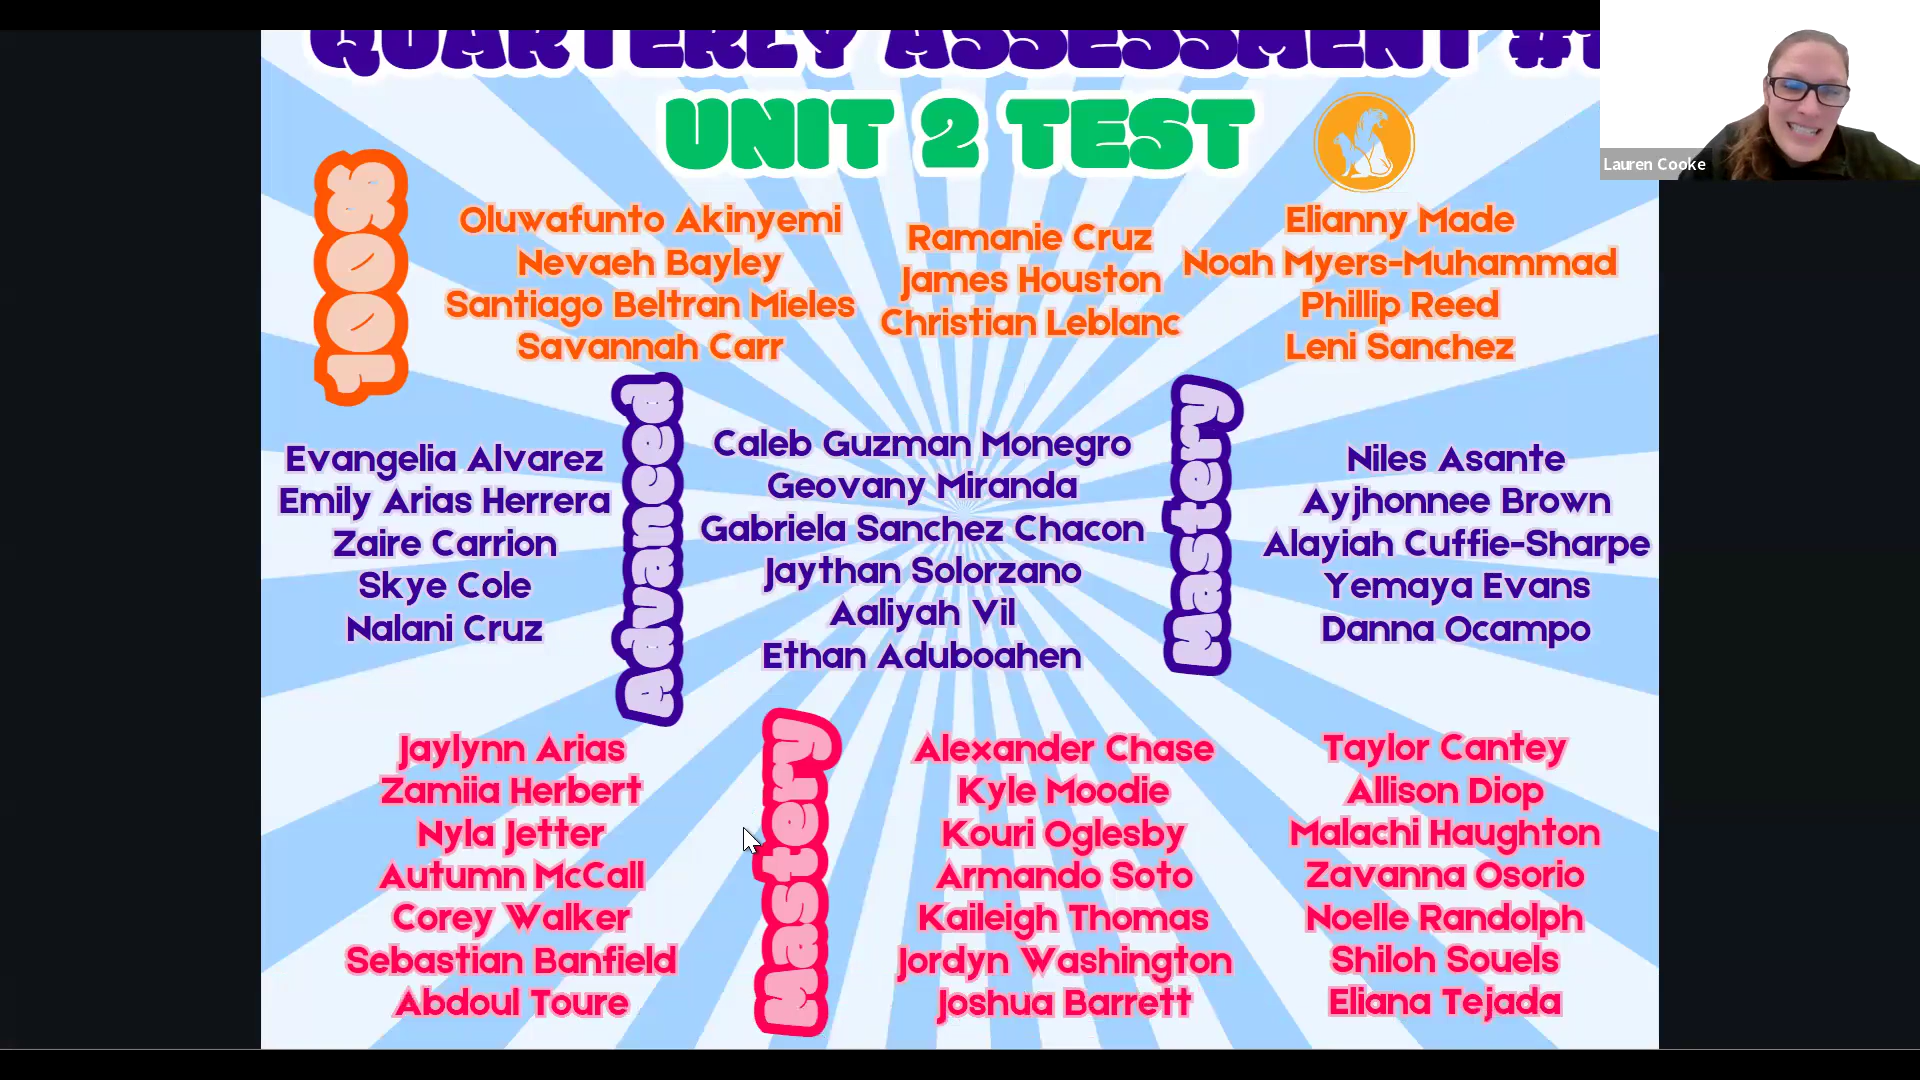 QUARTERLY ASSESSMENT #1
UNIT 2 TEST
Lauren Cooke
100%
Oluwafunto Akinyemi
Nevaeh Bayley
Santiago Beltran Mieles
Savannah Carr
Ramanie Cruz
James Houston
Christian Leblanc
Elianny Made
Noah Myers-Muhammad
Phillip Reed
Leni Sanchez
Advanced
Evangelia Alvarez
Emily Arias Herrera
Zaire Carrion
Skye Cole
Nalani Cruz
Caleb Guzman Monegro
Geovany Miranda
Gabriela Sanchez Chacon
Jaythan Solorzano
Aaliyah Vil
Ethan Aduboahen
Mastery
Niles Asante
Ayjhonnee Brown
Alayiah Cuffie-Sharpe
Yemaya Evans
Danna Ocampo
Jaylynn Arias
Zamiia Herbert
Nyla Jetter
Autumn McCall
Corey Walker
Sebastian Banfield
Abdoul Toure
Mastery
Alexander Chase
Kyle Moodie
Kouri Oglesby
Armando Soto
Kaileigh Thomas
Jordyn Washington
Joshua Barrett
Taylor Cantey
Allison Diop
Malachi Haughton
Zavanna Osorio
Noelle Randolph
Shiloh Souels
Eliana Tejada